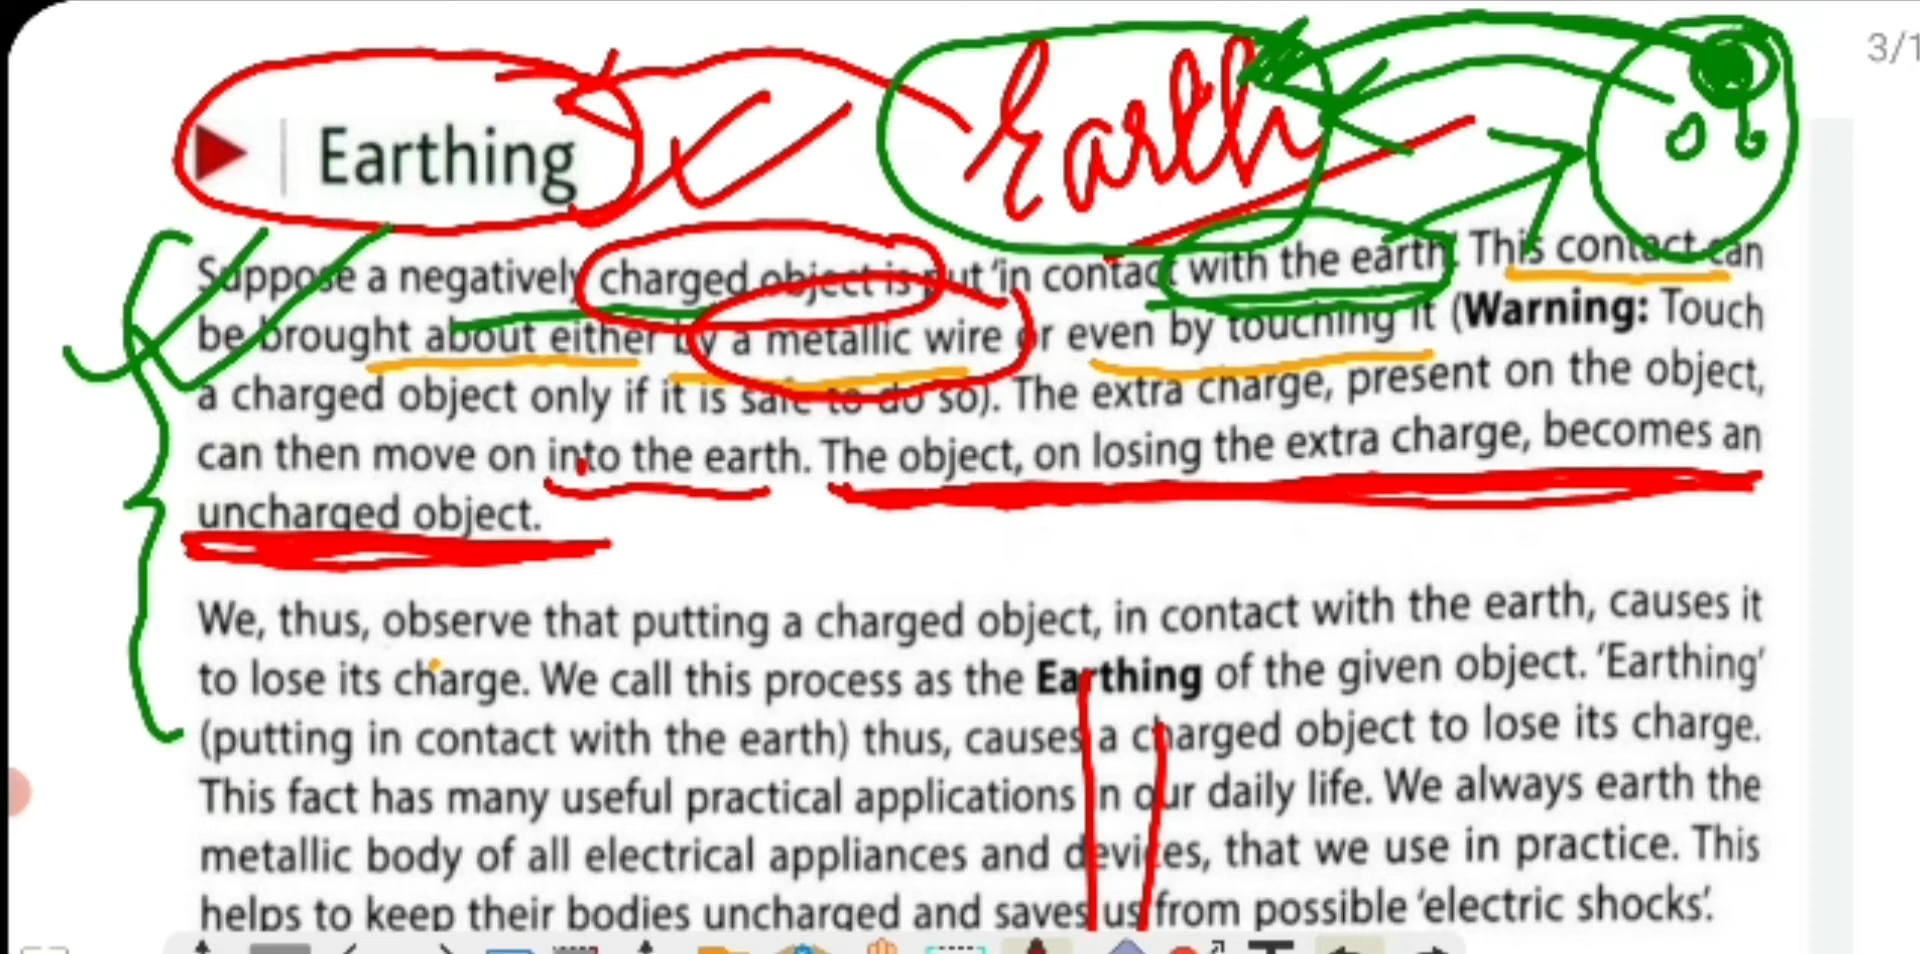 3/1
Earthing
Earth
Suppose a negatively charged object is put 'in contact with the earth'. This contact can
be brought about either by a metallic wire or even by touching it (Warning: Touch
a charged object only if it is safe to do so). The extra charge, present on the object,
can then move on into the earth. The object, on losing the extra charge, becomes an
uncharged object.
We, thus, observe that putting a charged object, in contact with the earth, causes it
to lose its charge. We call this process as the Earthing of the given object. 'Earthing'
(putting in contact with the earth) thus, causes a charged object to lose its charge.
This fact has many useful practical applications in our daily life. We always earth the
metallic body of all electrical appliances and devices, that we use in practice. This
helps to keep their bodies uncharged and saves us from possible 'electric shocks'.